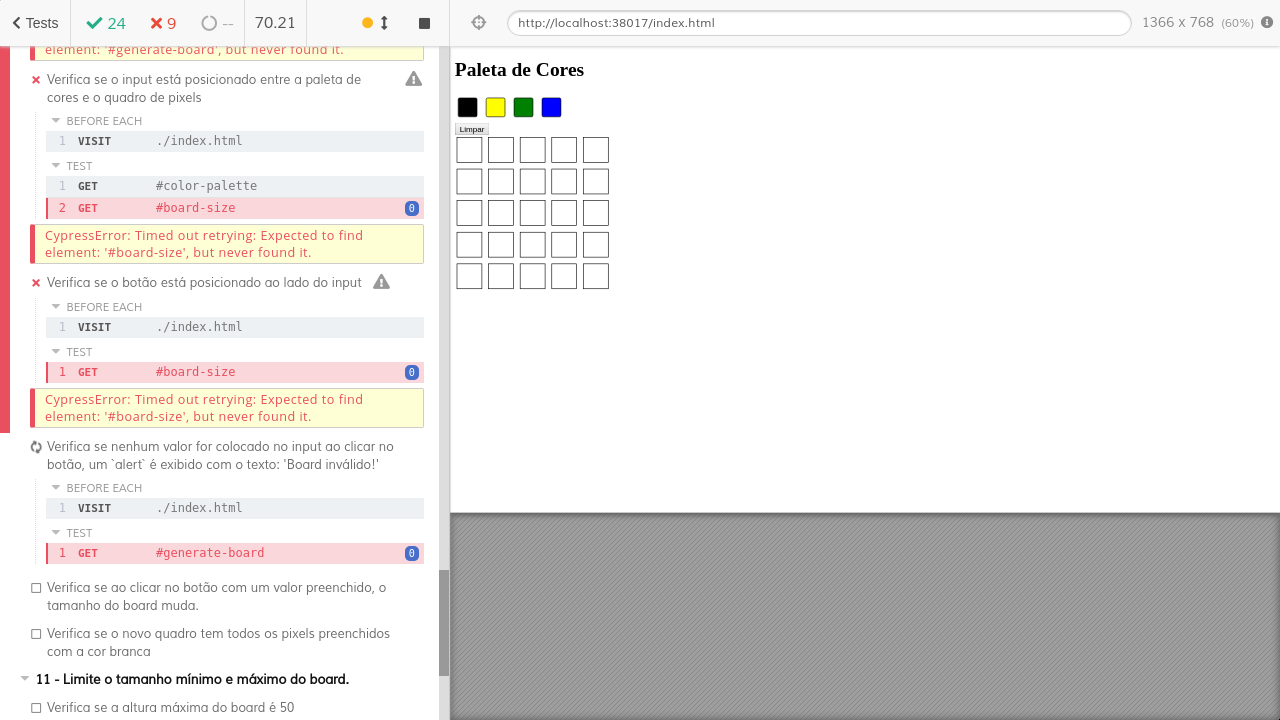 Tests
24
9
--
70.21
http://localhost:38017/index.html
1366 x 768 (60%)
element: '#generate-board', but never found it.
Verifica se o input está posicionado entre a paleta de
cores e o quadro de pixels
BEFORE EACH
1 VISIT ./index.html
TEST
1 GET #color-palette
2 GET #board-size 0
CypressError: Timed out retrying: Expected to find
element: '#board-size', but never found it.
Verifica se o botão está posicionado ao lado do input
BEFORE EACH
1 VISIT ./index.html
TEST
1 GET #board-size 0
CypressError: Timed out retrying: Expected to find
element: '#board-size', but never found it.
Verifica se nenhum valor for colocado no input ao clicar no
botão, um `alert` é exibido com o texto: 'Board inválido!'
BEFORE EACH
1 VISIT ./index.html
TEST
1 GET #generate-board 0
Verifica se ao clicar no botão com um valor preenchido, o
tamanho do board muda.
Verifica se o novo quadro tem todos os pixels preenchidos
com a cor branca
11 - Limite o tamanho mínimo e máximo do board.
Verifica se a altura máxima do board é 50
Paleta de Cores
Limpar